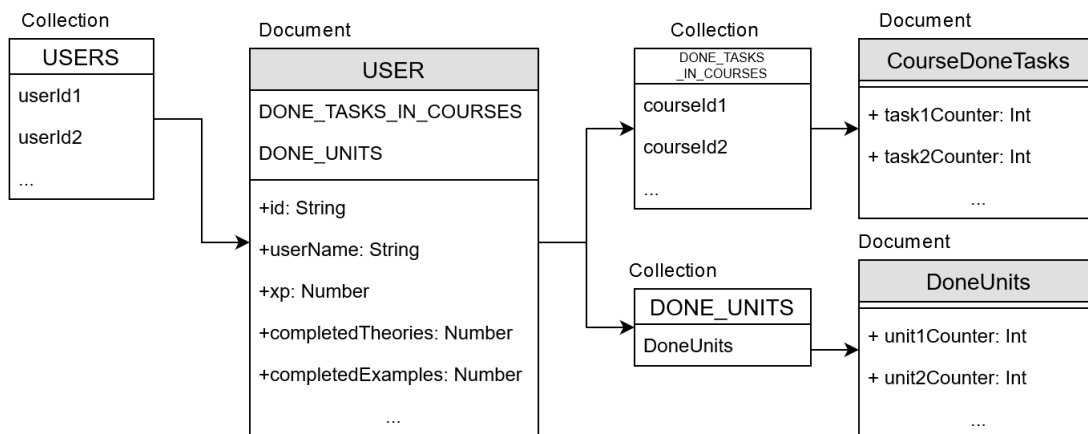 Collection
USERS
userId1
userId2
...
Document
USER
DONE_TASKS_IN_COURSES
DONE_UNITS
+id: String
+userName: String
+xp: Number
+completedTheories: Number
+completedExamples: Number
...
Collection
DONE_TASKS
_IN_COURSES
courseId1
courseId2
...
Document
CourseDoneTasks
+ task1Counter: Int
+ task2Counter: Int
...
Collection
DONE_UNITS
DoneUnits
Document
DoneUnits
+ unit1Counter: Int
+ unit2Counter: Int
...